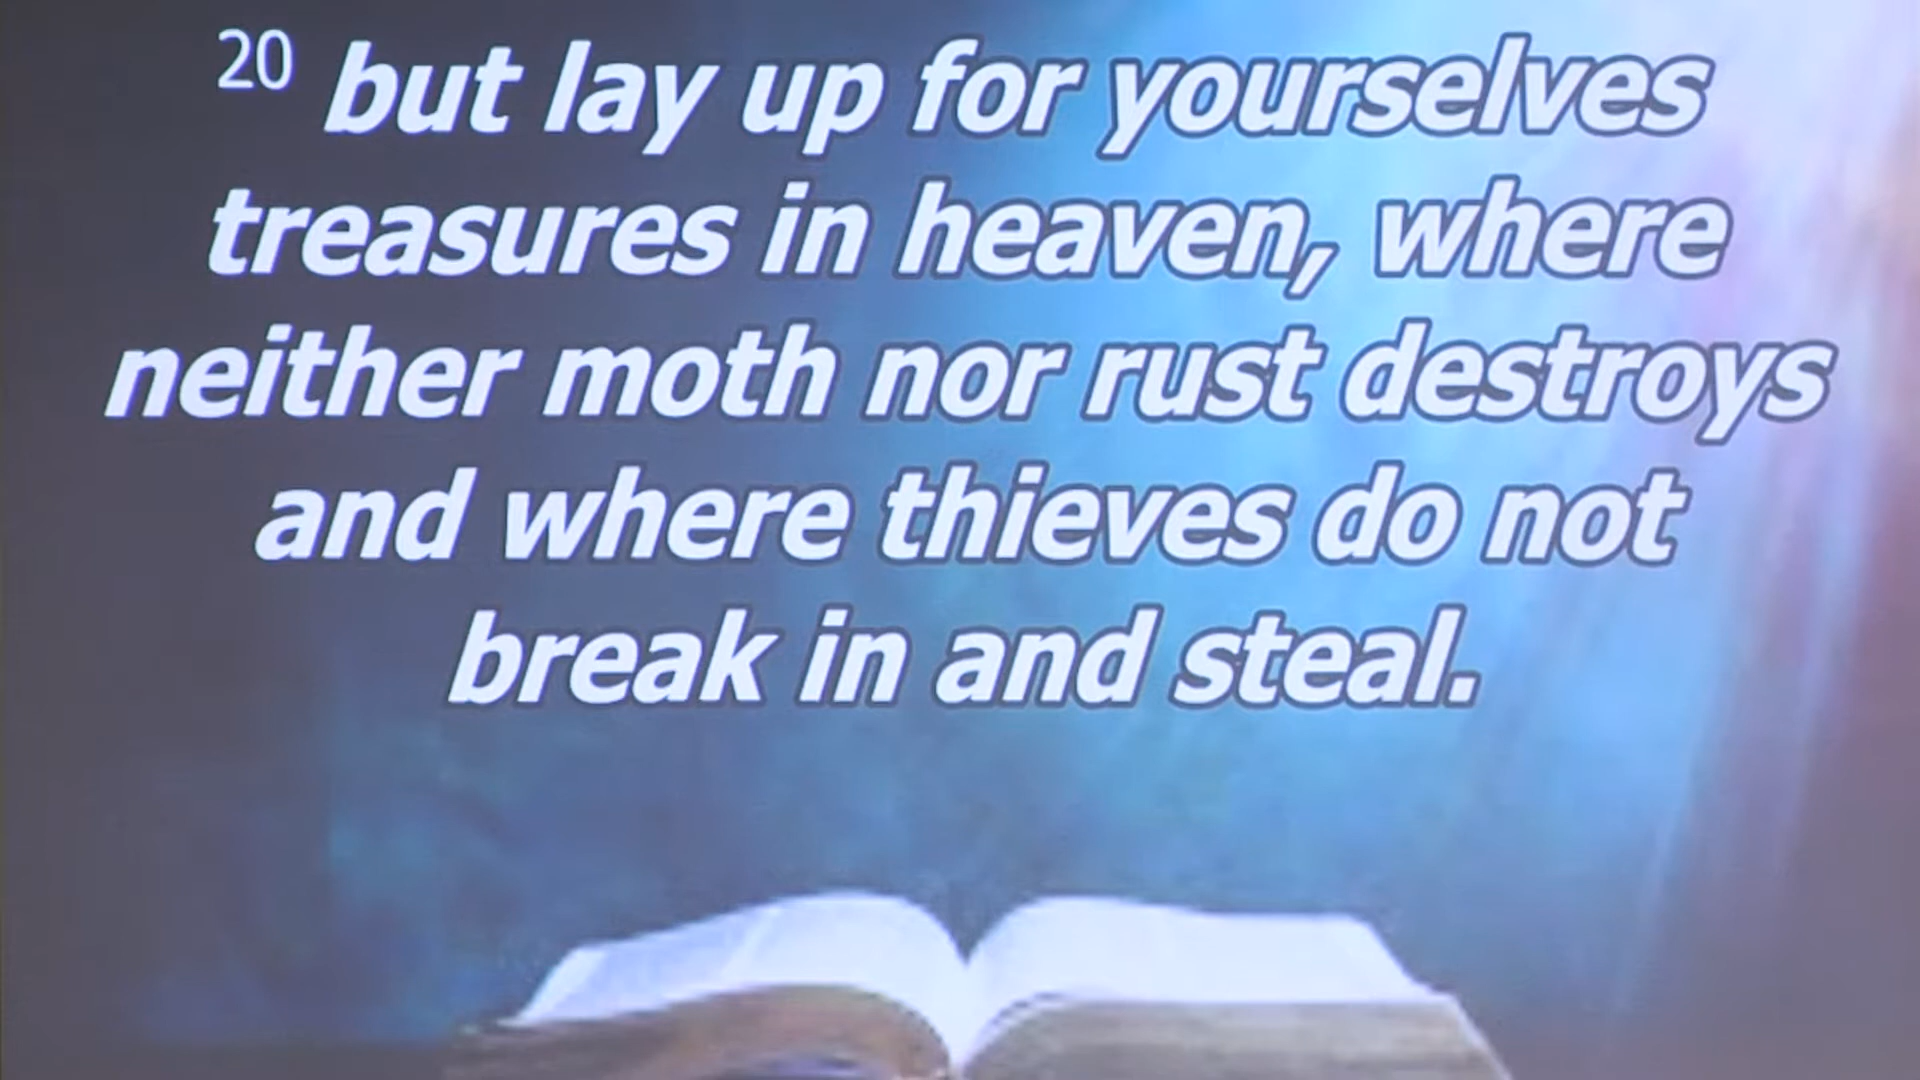 20 but lay up for yourselves
treasures in heaven, where
neither moth nor rust destroys
and where thieves do not
break in and steal.